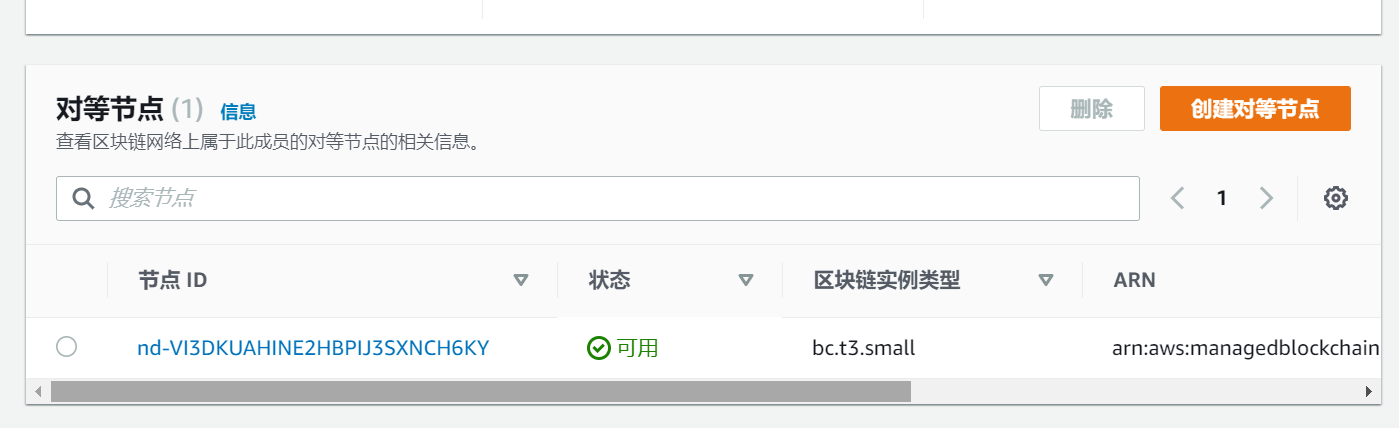 对等节点 (1) 信息
删除
创建对等节点
查看区块链网络上属于此成员的对等节点的相关信息。
搜索节点
1
节点 ID
状态
区块链实例类型
ARN
nd-VI3DKUAHINE2HBPIJ3SXNCH6KY
可用
bc.t3.small
arn:aws:managedblockchain